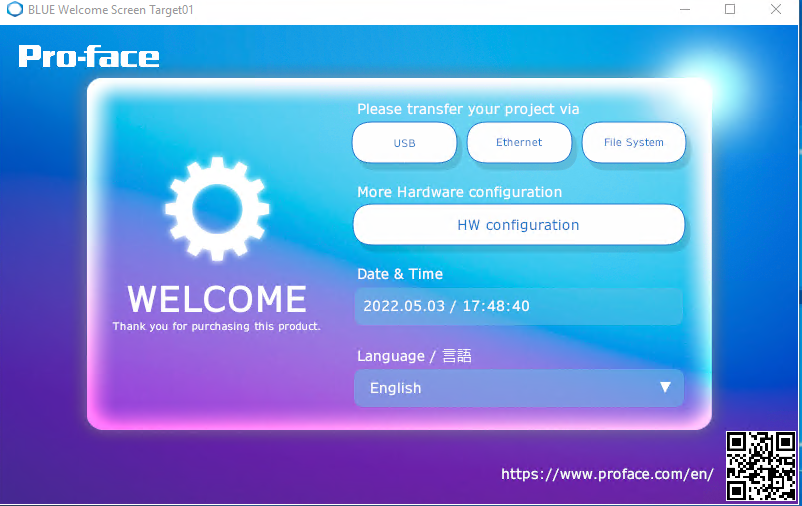 BLUE Welcome Screen Target01
Pro-face
Please transfer your project via
USB Ethernet File System
More Hardware configuration
HW configuration
WELCOME
Thank you for purchasing this product.
Date & Time
2022.05.03 / 17:48:40
Language / 言語
English
https://www.proface.com/en/